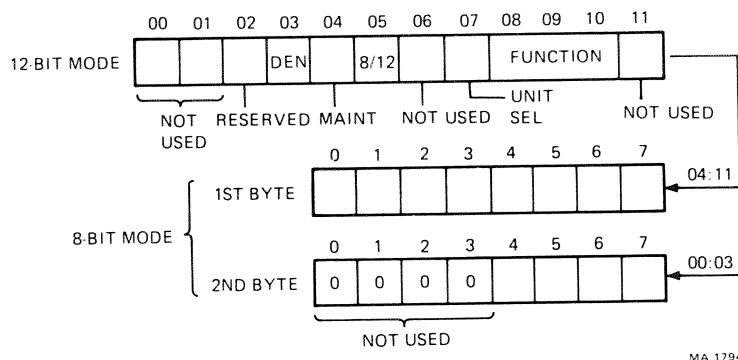 00 01 02 03 04 05 06 07 08 09 10 11
12-BIT MODE DEN 8/12 FUNCTION
NOT USED RESERVED MAINT NOT USED UNIT SEL NOT USED
0 1 2 3 4 5 6 7
8-BIT MODE
1ST BYTE 04:11
0 1 2 3 4 5 6 7
2ND BYTE 0 0 0 0 00:03
NOT USED